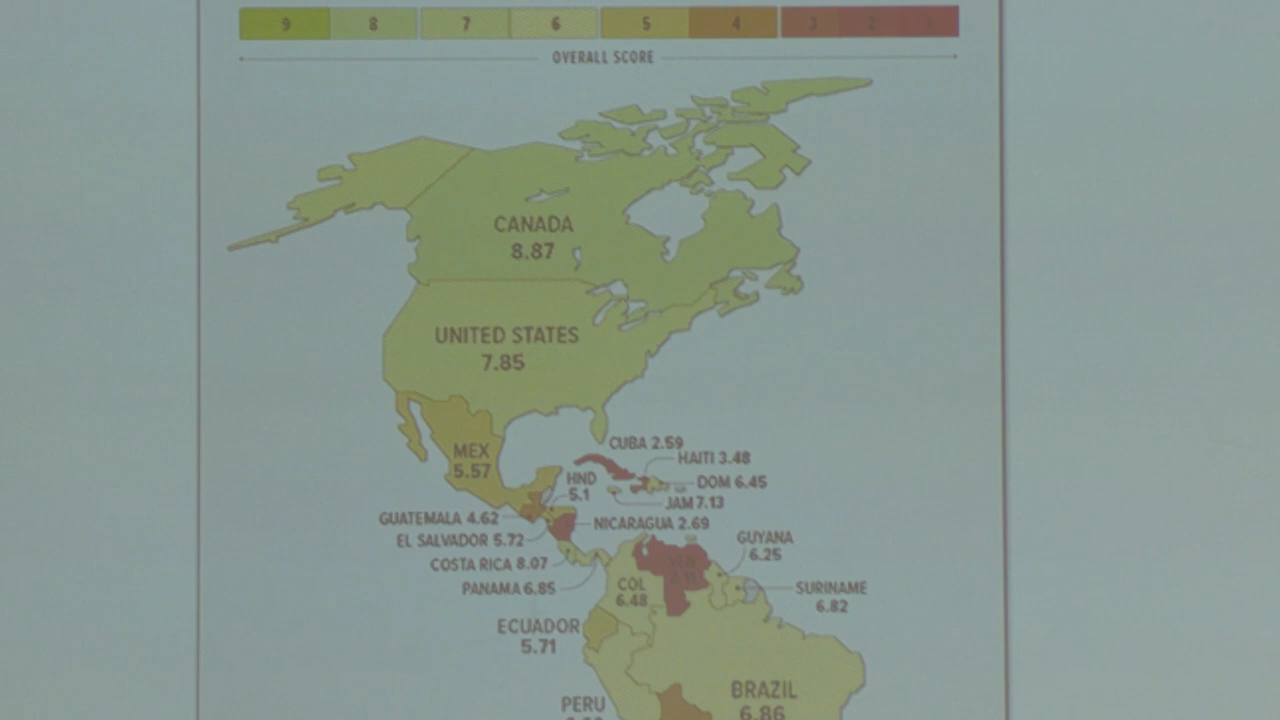 9 8 7 6 5 4 3 2
OVERALL SCORE
CANADA
8.87
UNITED STATES
7.85
MEX
5.57
CUBA 2.59
HAITI 3.48
DOM 6.45
JAM 7.13
HND
5.1
GUATEMALA 4.62
NICARAGUA 2.69
EL SALVADOR 5.72
COSTA RICA 8.07
PANAMA 6.85
GUYANA
6.25
VEN
COL
6.48
SURINAME
6.82
ECUADOR
5.71
BRAZIL
6.86
PERU